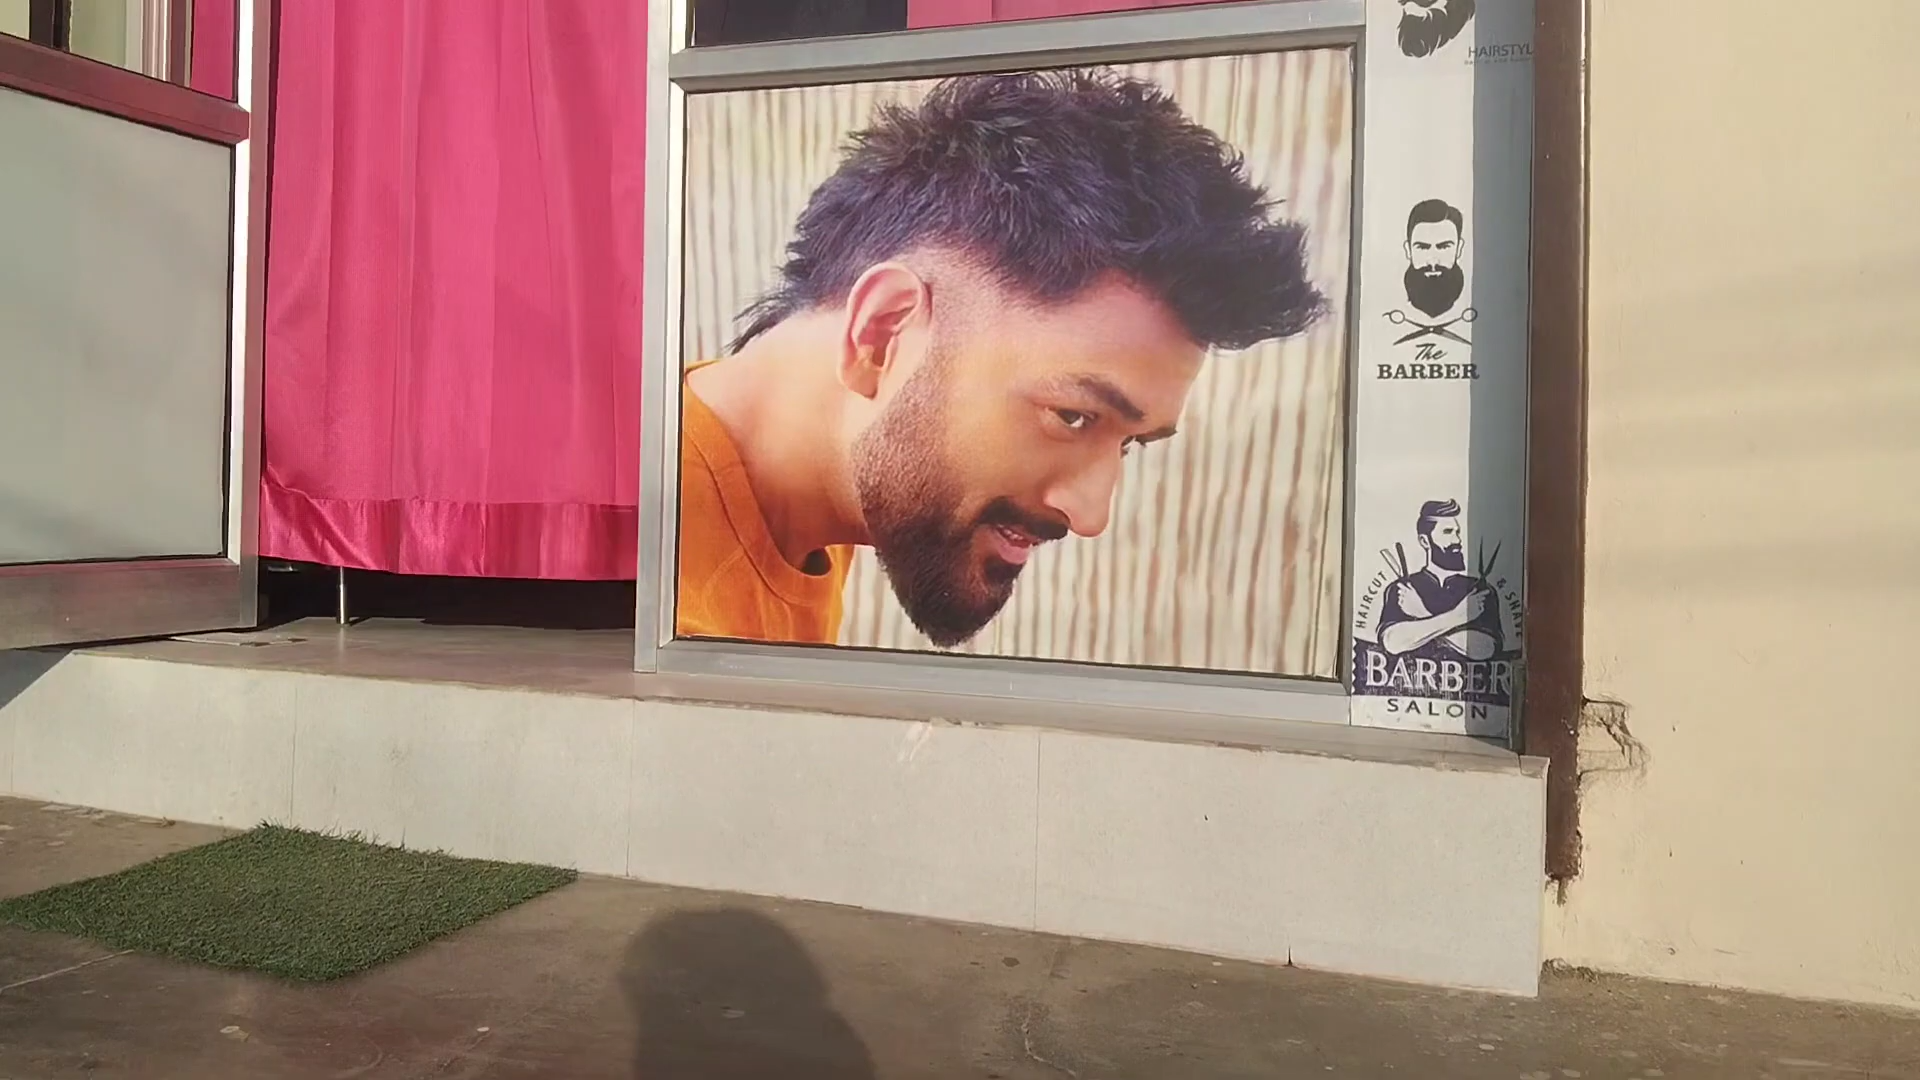 HAIRSTYL
The
BARBER
HAIRCUT & SHAVE
BARBER
SALON